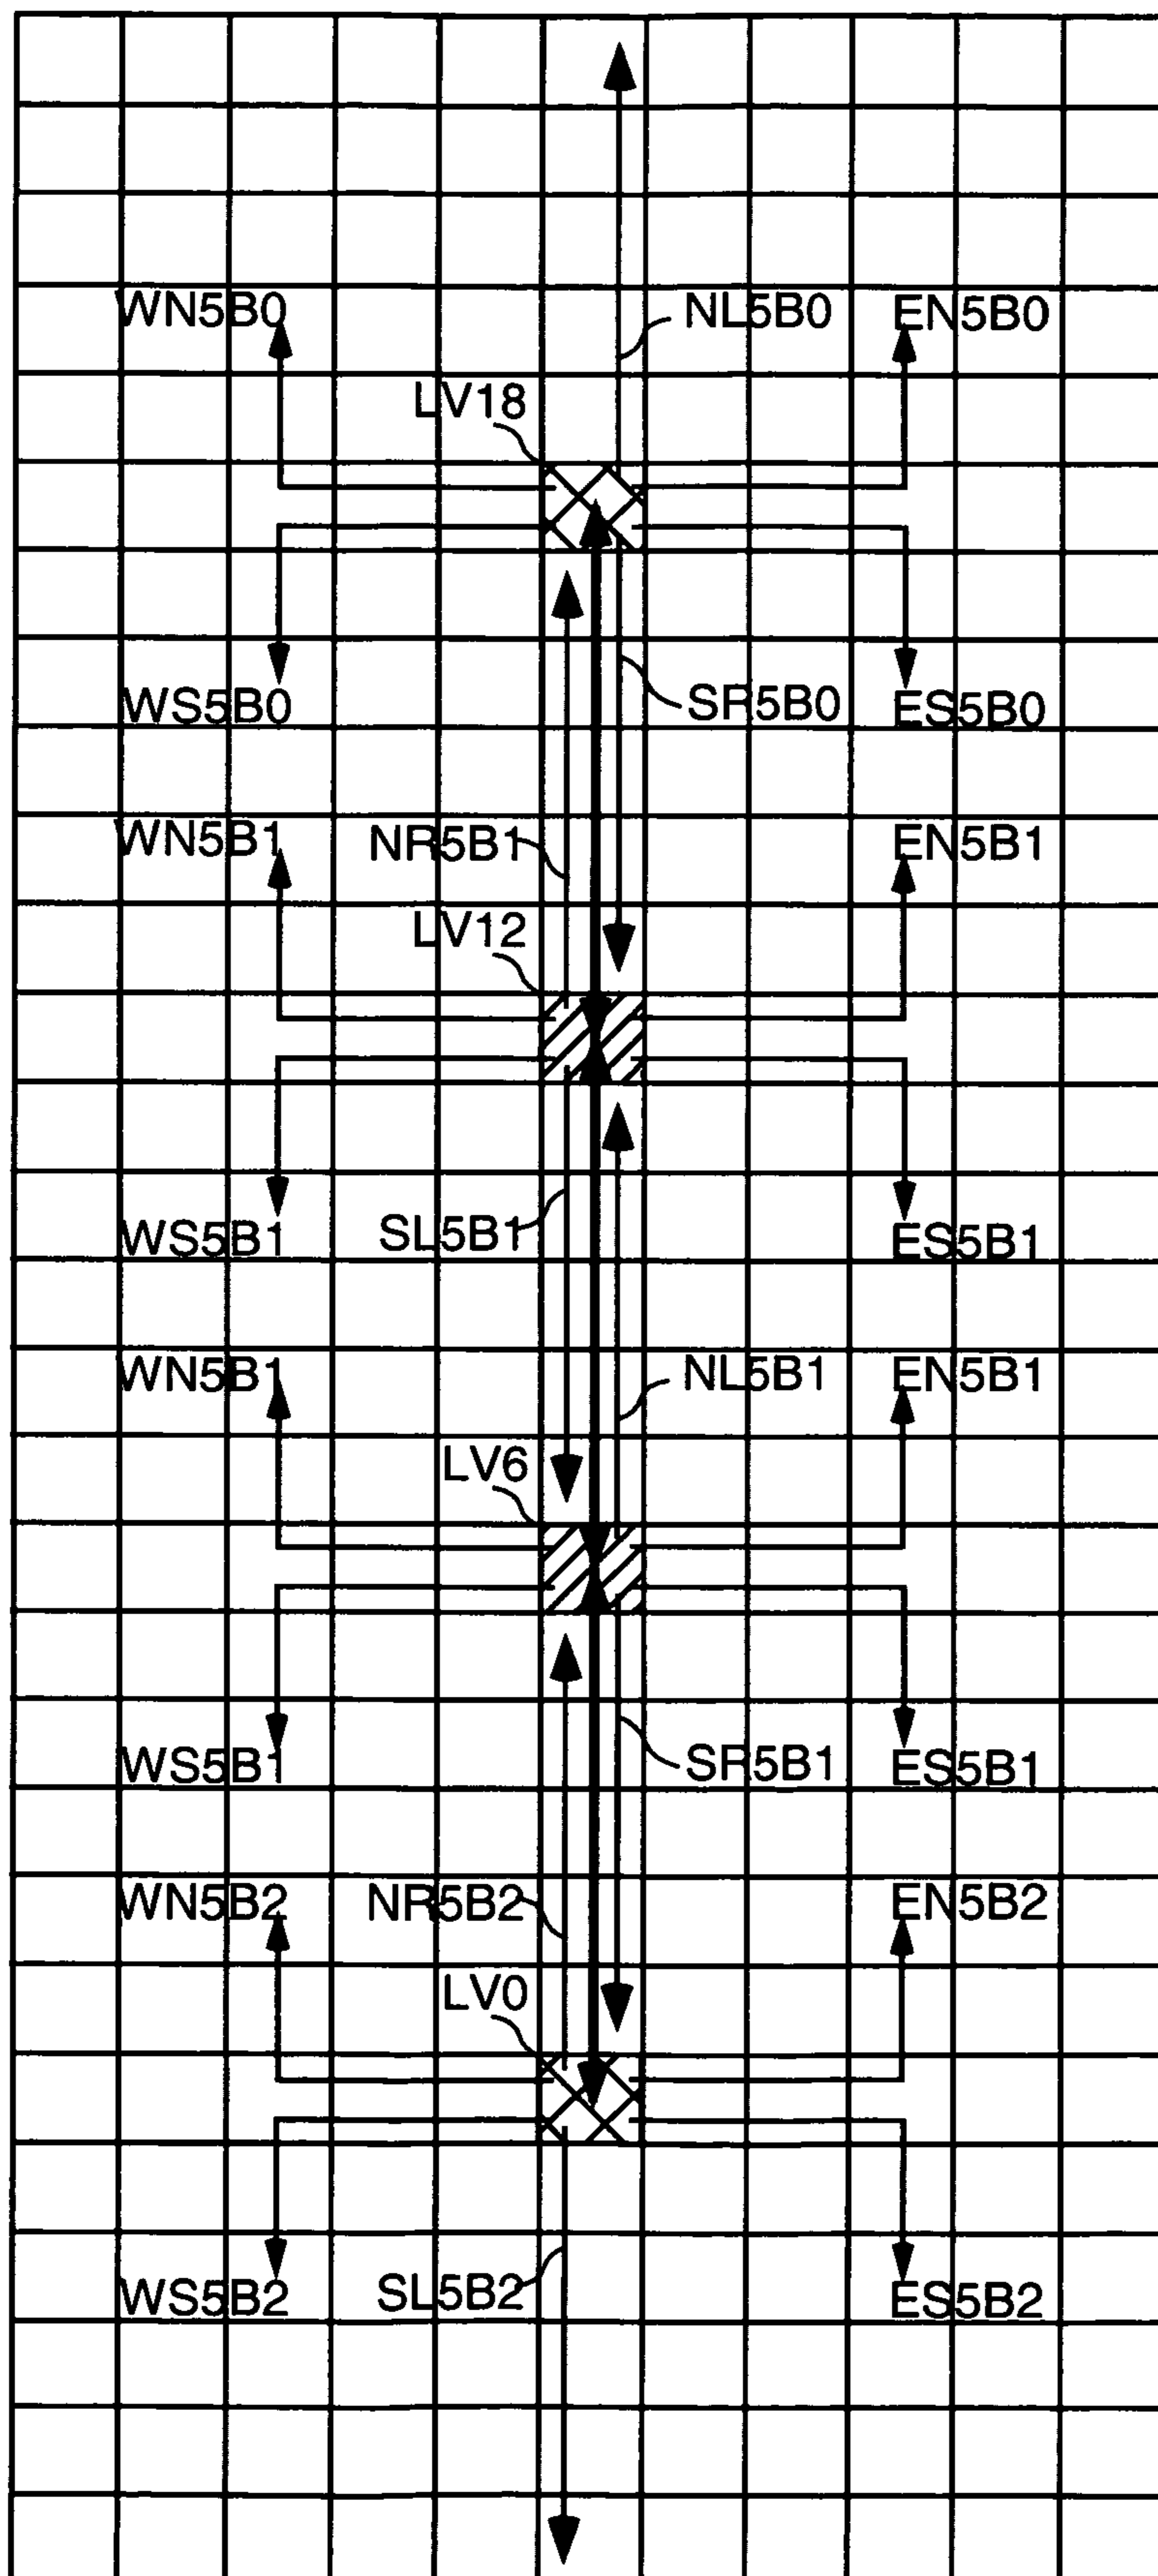 WN5B0 NL5B0 EN5B0
LV18
WS5B0 SR5B0 ES5B0
WN5B1 NR5B1 EN5B1
LV12
WS5B1 SL5B1 ES5B1
WN5B1 NL5B1 EN5B1
LV6
WS5B1 SR5B1 ES5B1
WN5B2 NR5B2 EN5B2
LV0
WS5B2 SL5B2 ES5B2